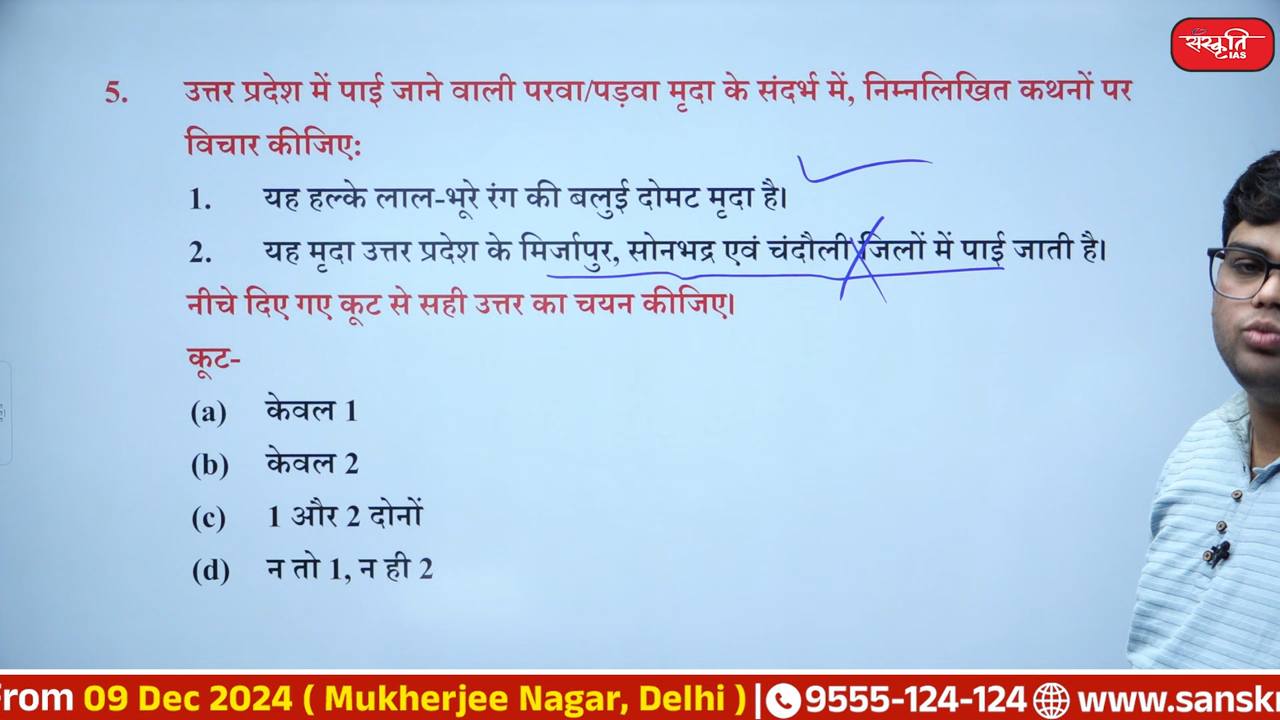 संस्कृति
IAS
5. उत्तर प्रदेश में पाई जाने वाली परवा/पड़वा मृदा के संदर्भ में, निम्नलिखित कथनों पर
विचार कीजिए:
1. यह हल्के लाल-भूरे रंग की बलुई दोमट मृदा है।
2. यह मृदा उत्तर प्रदेश के मिर्जापुर, सोनभद्र एवं चंदौली जिलों में पाई जाती है।
नीचे दिए गए कूट से सही उत्तर का चयन कीजिए।
कूट-
(a) केवल 1
(b) केवल 2
(c) 1 और 2 दोनों
(d) न तो 1, न ही 2
From 09 Dec 2024 ( Mukherjee Nagar, Delhi ) | 9555-124-124 www.sansk